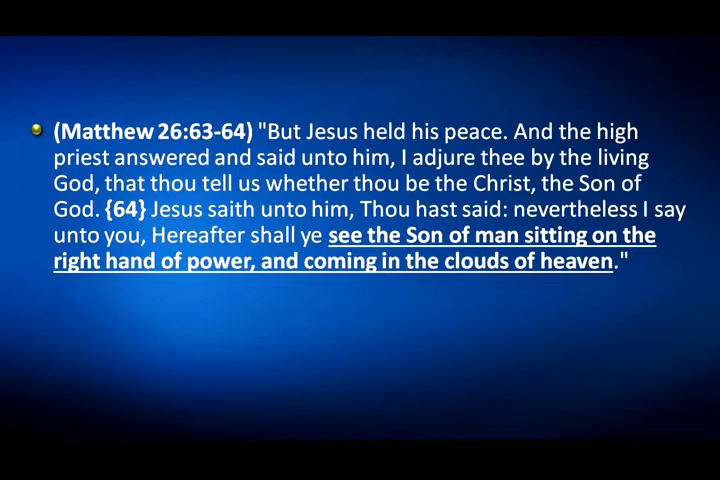 (Matthew 26:63-64) "But Jesus held his peace. And the high
priest answered and said unto him, I adjure thee by the living
God, that thou tell us whether thou be the Christ, the Son of
God. {64} Jesus saith unto him, Thou hast said: nevertheless I say
unto you, Hereafter shall ye see the Son of man sitting on the
right hand of power, and coming in the clouds of heaven."